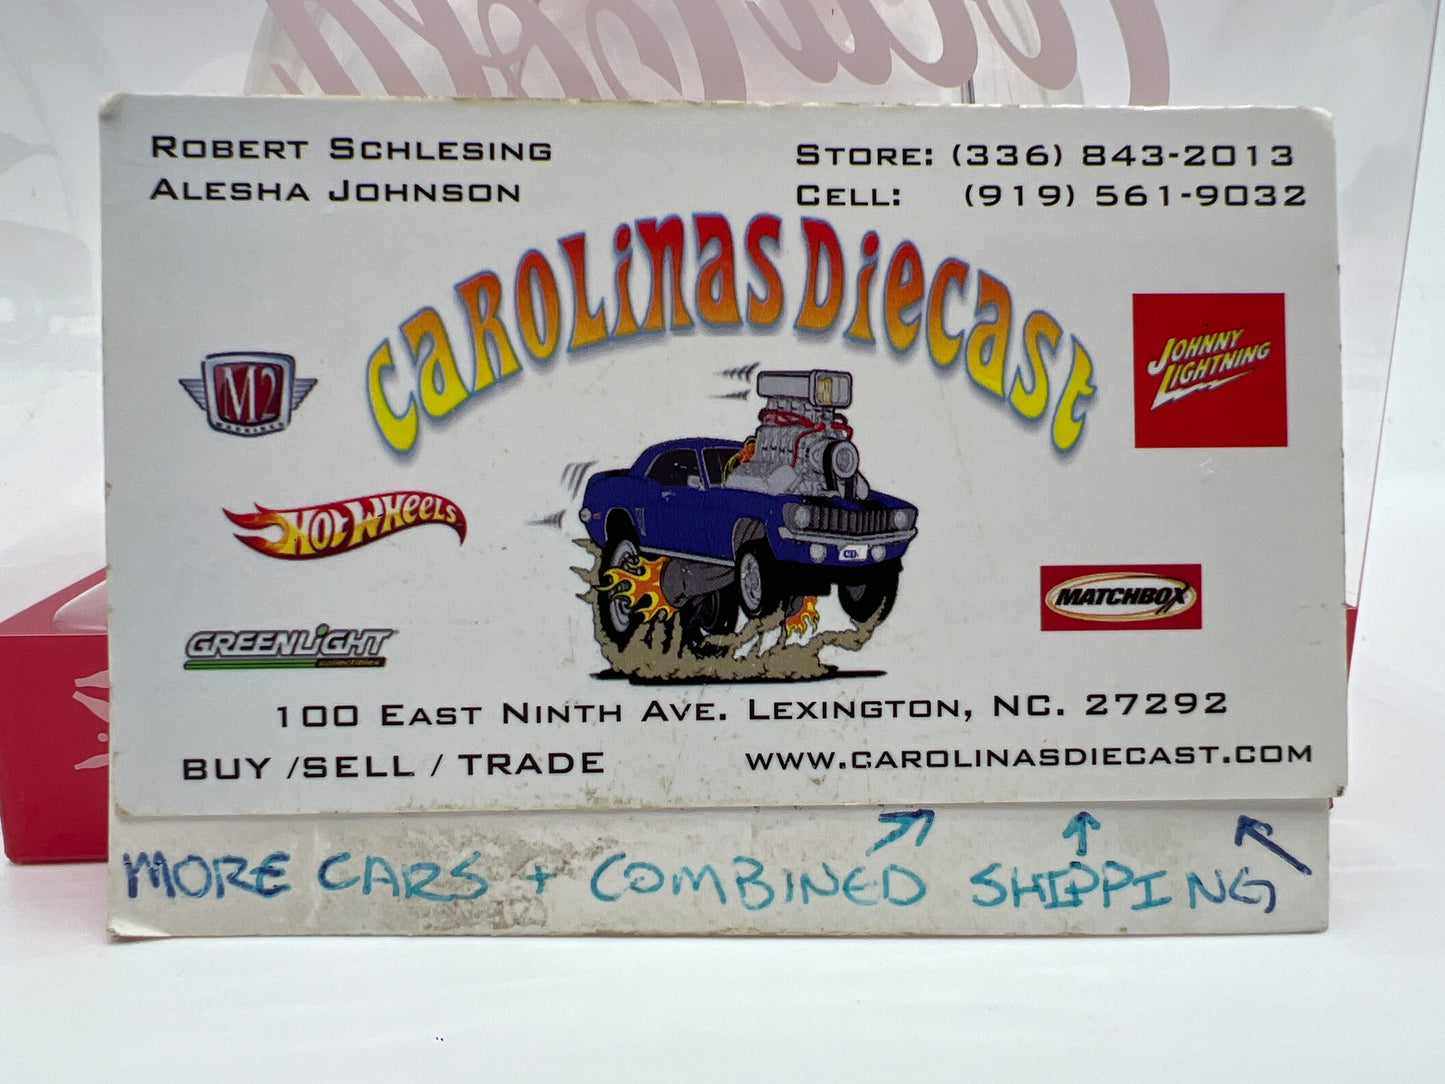 ROBERT SCHLESING
ALESHA JOHNSON
STORE: (336) 843-2013
CELL: (919) 561-9032
CAROLINAS DIECAST
M2
MACHINES
JOHNNY
LIGHTNING
HOT WHEELS
MATCHBOX
GREENLIGHT
collectibles
100 EAST NINTH AVE. LEXINGTON, NC. 27292
BUY /SELL / TRADE
WWW.CAROLINASDIECAST.COM
MORE CARS + COMBINED SHIPPING